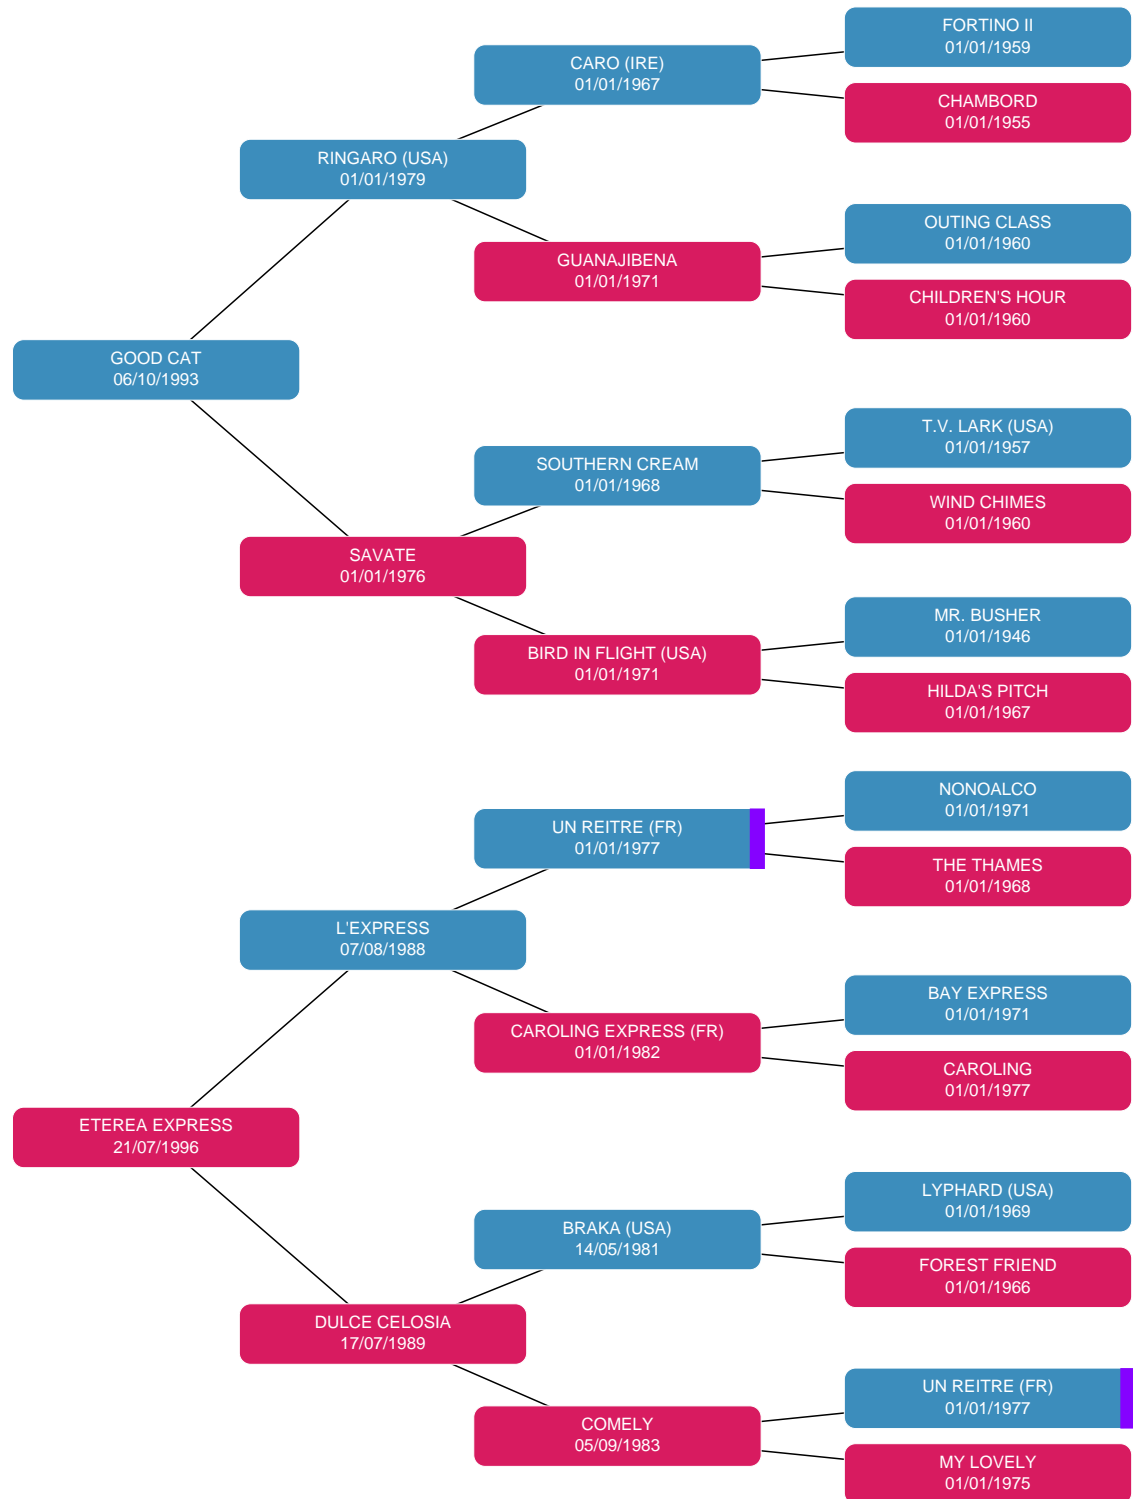 FORTINO II
01/01/1959
CARO (IRE)
01/01/1967
CHAMBORD
01/01/1955
RINGARO (USA)
01/01/1979
OUTING CLASS
01/01/1960
GUANAJIBENA
01/01/1971
CHILDREN'S HOUR
01/01/1960
GOOD CAT
06/10/1993
T.V. LARK (USA)
01/01/1957
SOUTHERN CREAM
01/01/1968
WIND CHIMES
01/01/1960
SAVATE
01/01/1976
MR. BUSHER
01/01/1946
BIRD IN FLIGHT (USA)
01/01/1971
HILDA'S PITCH
01/01/1967
NONOALCO
01/01/1971
UN REITRE (FR)
01/01/1977
THE THAMES
01/01/1968
L'EXPRESS
07/08/1988
BAY EXPRESS
01/01/1971
CAROLING EXPRESS (FR)
01/01/1982
CAROLING
01/01/1977
ETEREA EXPRESS
21/07/1996
LYPHARD (USA)
01/01/1969
BRAKA (USA)
14/05/1981
FOREST FRIEND
01/01/1966
DULCE CELOSIA
17/07/1989
UN REITRE (FR)
01/01/1977
COMELY
05/09/1983
MY LOVELY
01/01/1975